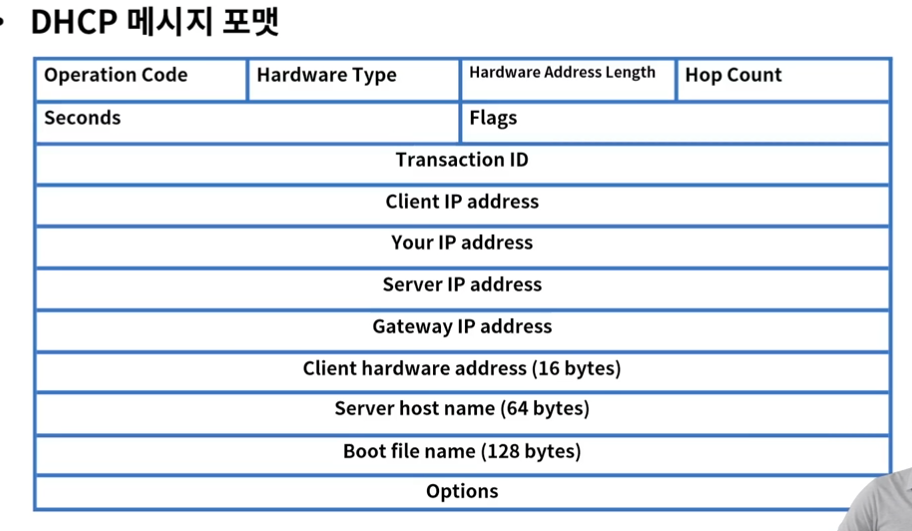 • DHCP 메시지 포맷
Operation Code Hardware Type Hardware Address Length Hop Count
Seconds Flags
Transaction ID
Client IP address
Your IP address
Server IP address
Gateway IP address
Client hardware address (16 bytes)
Server host name (64 bytes)
Boot file name (128 bytes)
Options